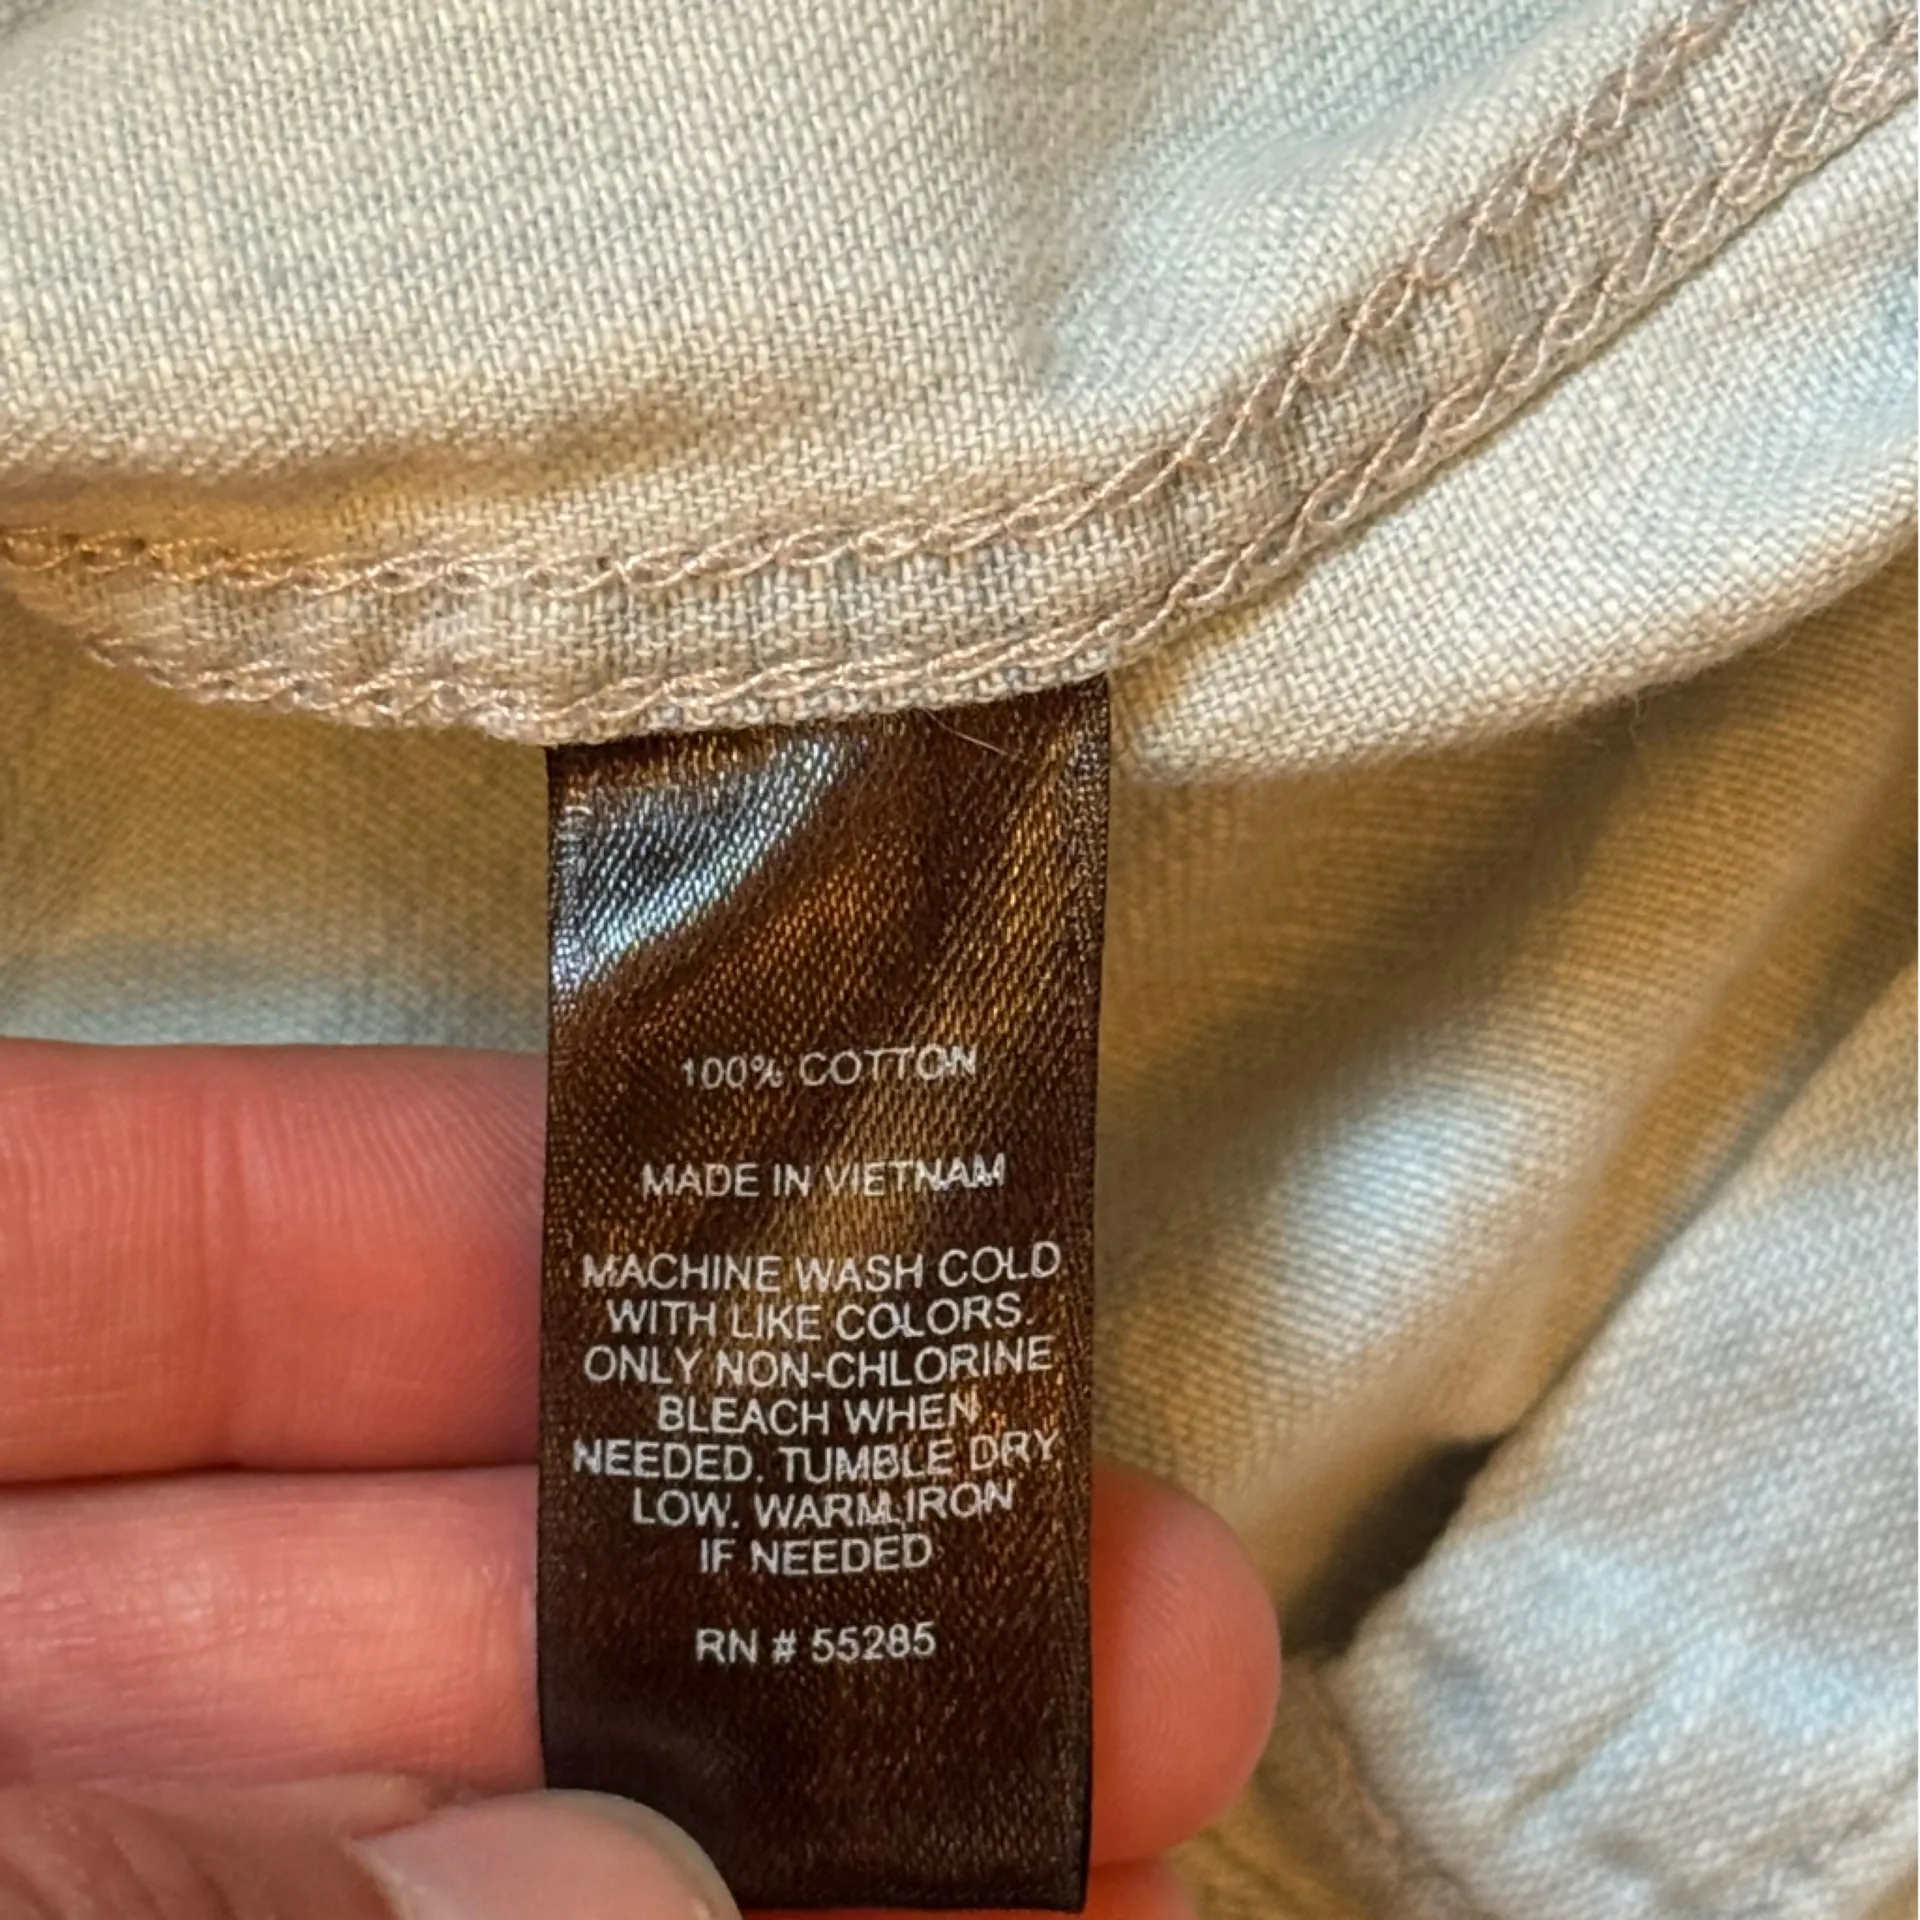 100% COTTON
MADE IN VIETNAM
MACHINE WASH COLD
WITH LIKE COLORS.
ONLY NON-CHLORINE
BLEACH WHEN
NEEDED. TUMBLE DRY
LOW. WARM IRON
IF NEEDED
RN # 55285